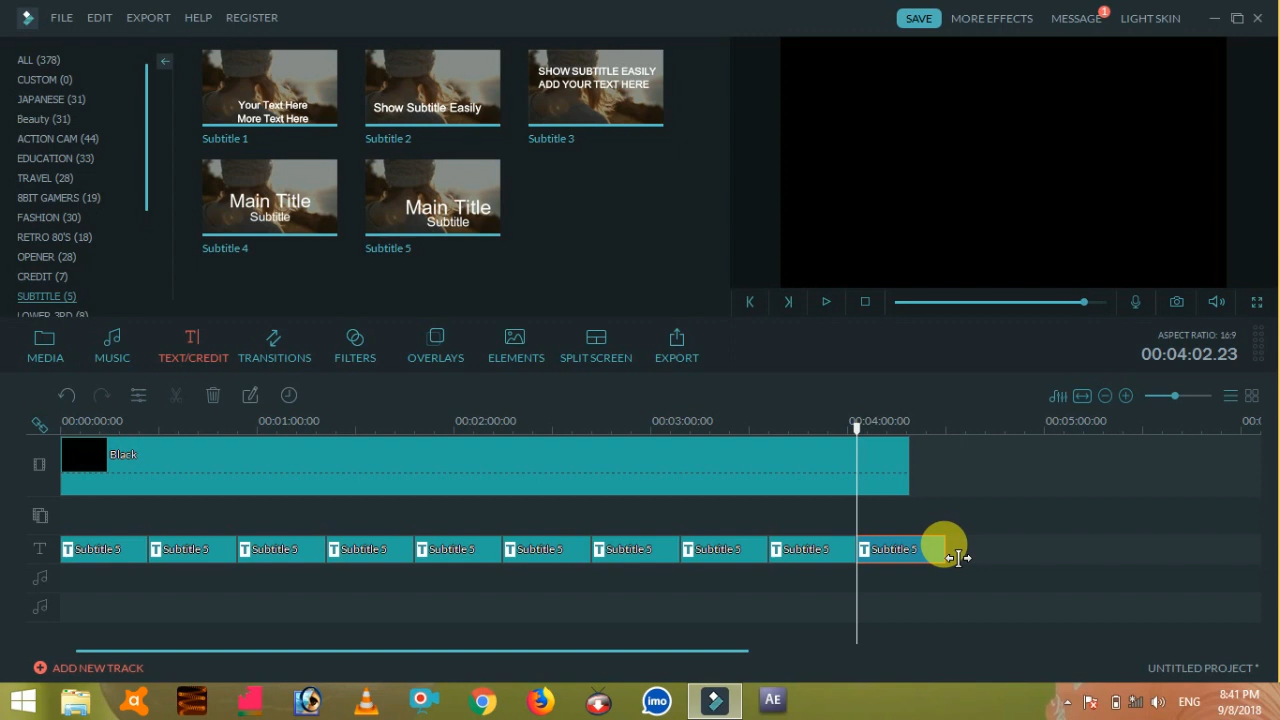 FILE EDIT EXPORT HELP REGISTER
SAVE MORE EFFECTS MESSAGE 1 LIGHT SKIN
ALL (378)
CUSTOM (0)
JAPANESE (31)
Beauty (31)
ACTION CAM (44)
EDUCATION (33)
TRAVEL (28)
8BIT GAMERS (19)
FASHION (30)
RETRO 80'S (18)
OPENER (28)
CREDIT (7)
SUBTITLE (5)
LOWER 3RD (8)
Your Text Here
More Text Here
Subtitle 1
Show Subtitle Easily
Subtitle 2
SHOW SUBTITLE EASILY
ADD YOUR TEXT HERE
Subtitle 3
Main Title
Subtitle
Subtitle 4
Main Title
Subtitle
Subtitle 5
MEDIA MUSIC TEXT/CREDIT TRANSITIONS FILTERS OVERLAYS ELEMENTS SPLIT SCREEN EXPORT
ASPECT RATIO: 16:9
00:04:02.23
00:00:00:00 00:01:00:00 00:02:00:00 00:03:00:00 00:04:00:00 00:05:00:00
Black
T Subtitle 5 T Subtitle 5 T Subtitle 5 T Subtitle 5 T Subtitle 5 T Subtitle 5 T Subtitle 5 T Subtitle 5 T Subtitle 5 T Subtitle 5
ADD NEW TRACK
UNTITLED PROJECT *
imo
AE
ENG
8:41 PM
9/8/2018